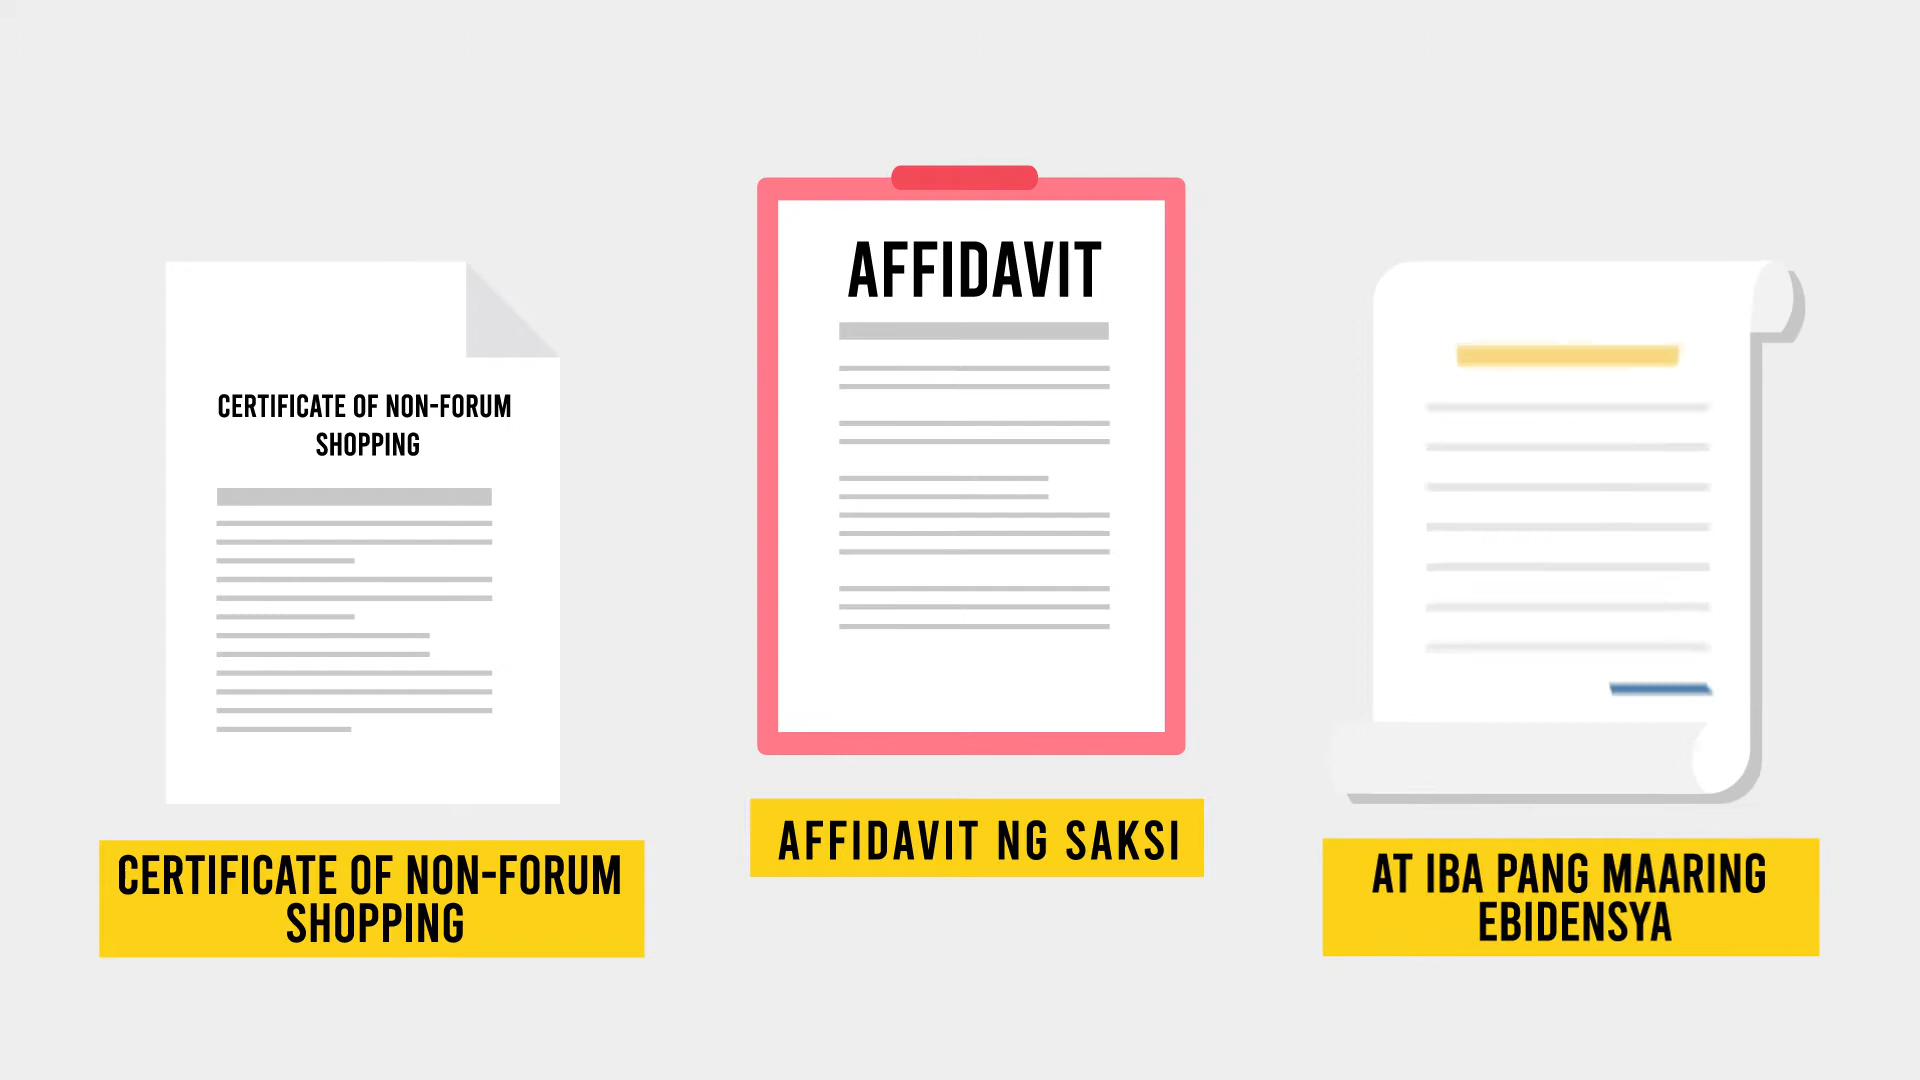 CERTIFICATE OF NON-FORUM
SHOPPING
CERTIFICATE OF NON-FORUM
SHOPPING
AFFIDAVIT
AFFIDAVIT NG SAKSI
AT IBA PANG MAARING
EBIDENSYA